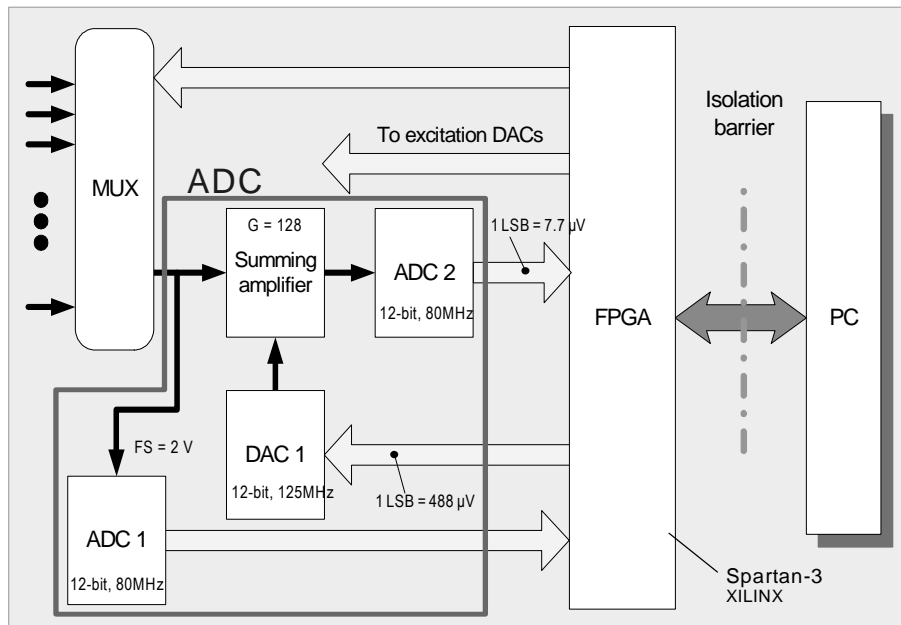 To excitation DACs
Isolation
barrier
MUX
ADC
G = 128
Summing
amplifier
ADC 2
12-bit, 80MHz
1 LSB = 7.7 µV
FPGA
PC
FS = 2 V
DAC 1
12-bit, 125MHz
1 LSB = 488 µV
ADC 1
12-bit, 80MHz
Spartan-3
XILINX